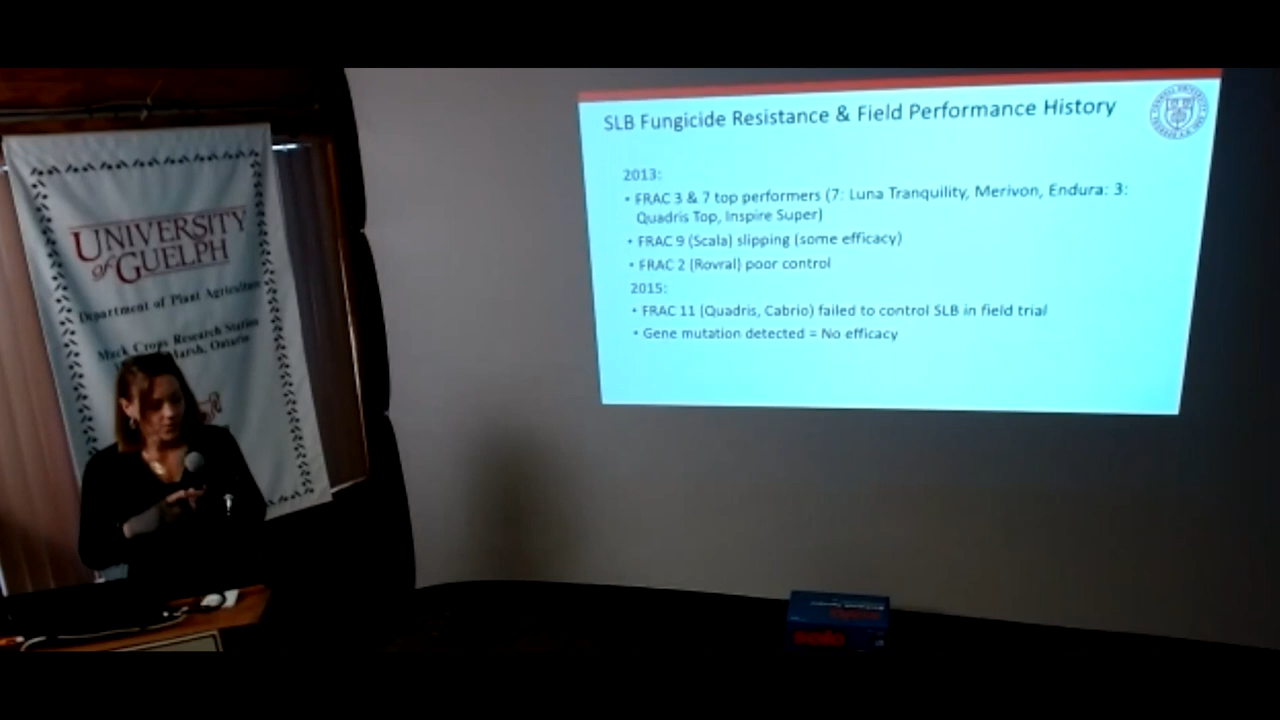 UNIVERSITY
of GUELPH
Department of Plant Agriculture
Muck Crops Research Station
Marsh, Ontario
SLB Fungicide Resistance & Field Performance History
2013:
• FRAC 3 & 7 top performers (7: Luna Tranquility, Merivon, Endura: 3:
Quadris Top, Inspire Super)
• FRAC 9 (Scala) slipping (some efficacy)
• FRAC 2 (Rovral) poor control
2015:
• FRAC 11 (Quadris, Cabrio) failed to control SLB in field trial
• Gene mutation detected = No efficacy